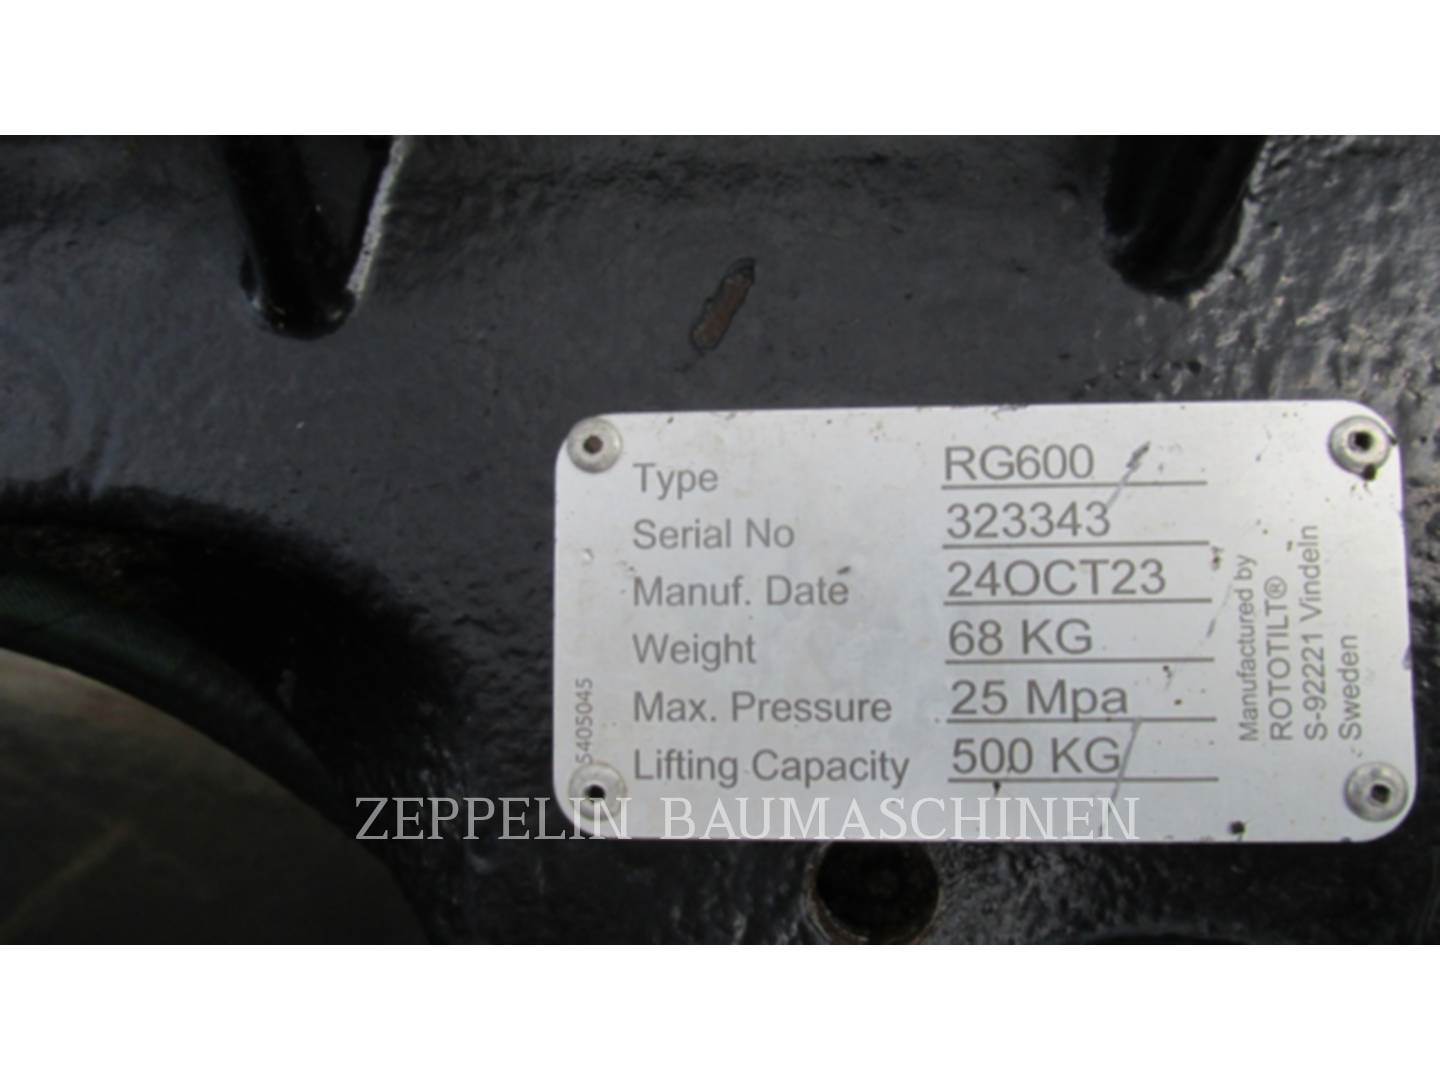 Type RG600
Serial No 323343
Manuf. Date 24OCT23
Weight 68 KG
Max. Pressure 25 Mpa
Lifting Capacity 500 KG
5405045
Manufactured by
ROTOTILT®
S-92221 Vindeln
Sweden
ZEPPELIN BAUMASCHINEN